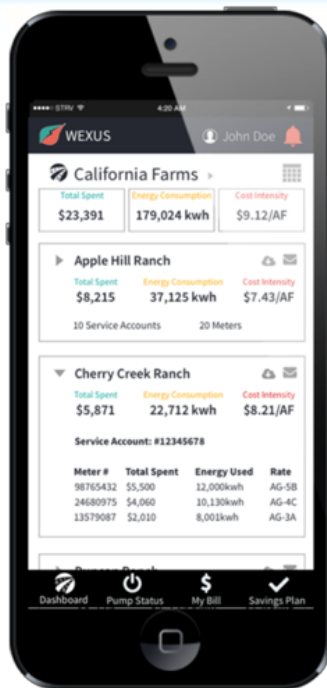 STRV 4:20 AM
WEXUS John Doe
California Farms
Total Spent Energy Consumption Cost Intensity
$23,391 179,024 kwh $9.12/AF
Apple Hill Ranch
Total Spent Energy Consumption Cost Intensity
$8,215 37,125 kwh $7.43/AF
10 Service Accounts 20 Meters
Cherry Creek Ranch
Total Spent Energy Consumption Cost Intensity
$5,871 22,712 kwh $8.21/AF
Service Account: #12345678
Meter # Total Spent Energy Used Rate
98765432 $5,500 12,000kwh AG-5B
24680975 $4,060 10,130kwh AG-4C
13579087 $2,010 8,001kwh AG-3A
Dashboard Pump Status My Bill Savings Plan